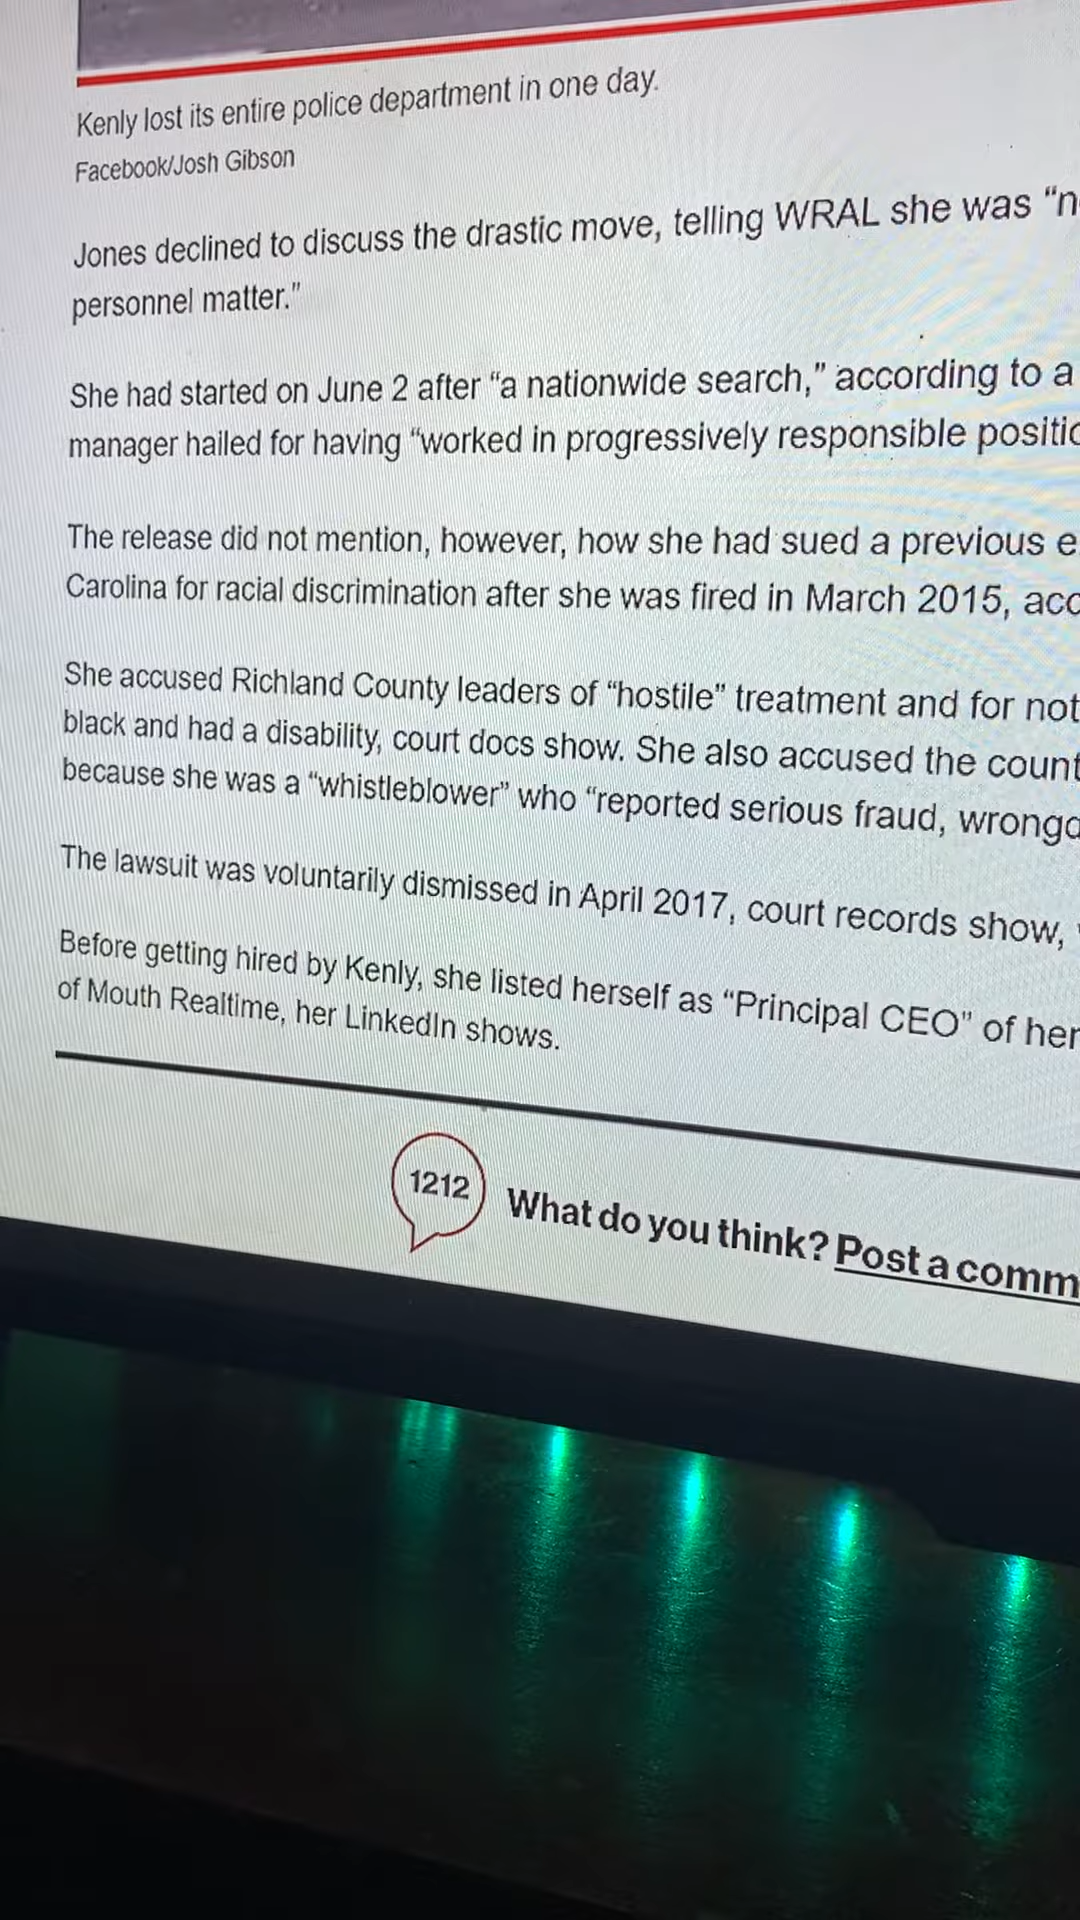 Kenly lost its entire police department in one day.
Facebook/Josh Gibson
Jones declined to discuss the drastic move, telling WRAL she was “n
personnel matter.”
She had started on June 2 after “a nationwide search,” according to a
manager hailed for having “worked in progressively responsible positio
The release did not mention, however, how she had sued a previous e
Carolina for racial discrimination after she was fired in March 2015, acc
She accused Richland County leaders of “hostile” treatment and for not
black and had a disability, court docs show. She also accused the count
because she was a “whistleblower” who “reported serious fraud, wrongd
The lawsuit was voluntarily dismissed in April 2017, court records show,
Before getting hired by Kenly, she listed herself as “Principal CEO” of her
of Mouth Realtime, her LinkedIn shows.
1212
What do you think? Post a comm